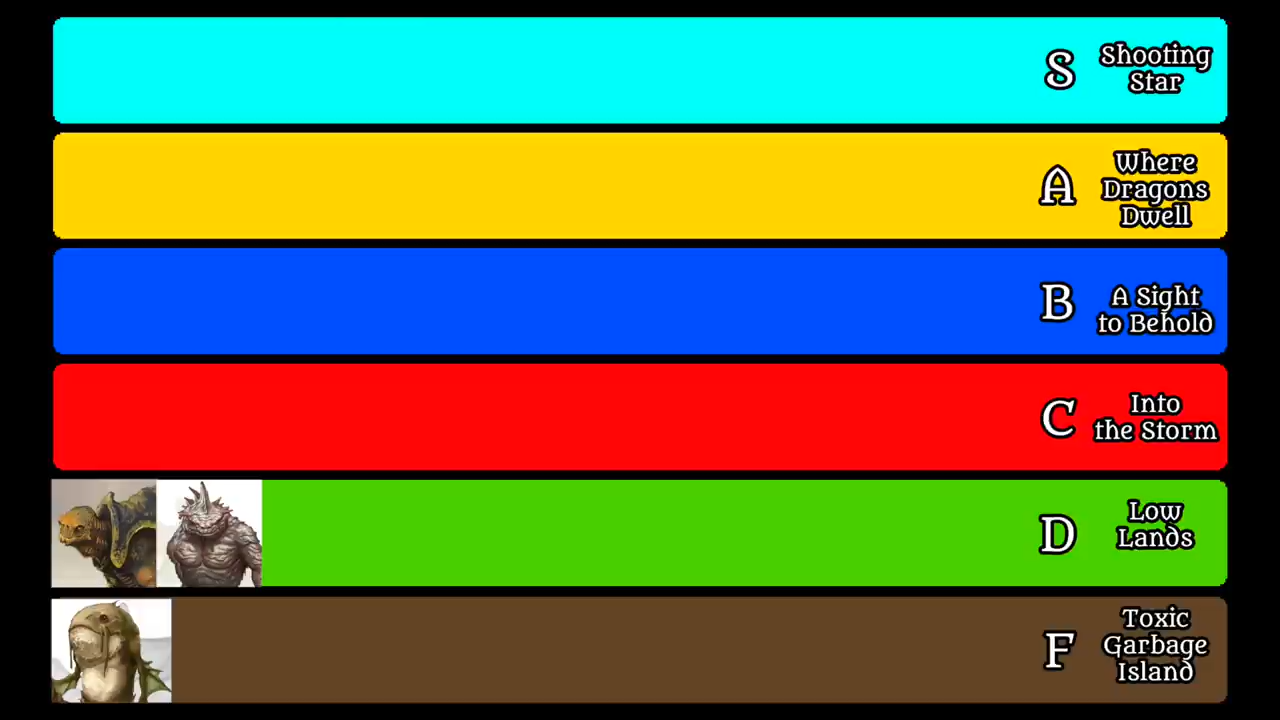 S
Shooting
Star
A
Where
Dragons
Dwell
B
A Sight
to Behold
C
Into
the Storm
D
Low
Lands
F
Toxic
Garbage
Island